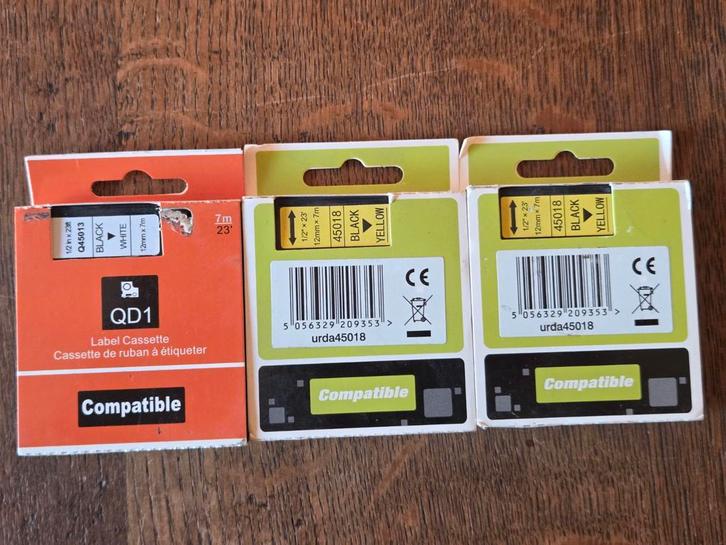 1/2 in x 23ft
Q45013
BLACK
WHITE
12mm x 7m
7m
23'
QD1
Label Cassette
Cassette de ruban à étiqueter
Compatible
1/2" × 23'
12mm × 7m
45018
BLACK
YELLOW
CE
5 056329 209353 >
urda45018
Compatible
1/2" × 23'
12mm × 7m
45018
BLACK
YELLOW
CE
5 056329 209353 >
urda45018
Compatible